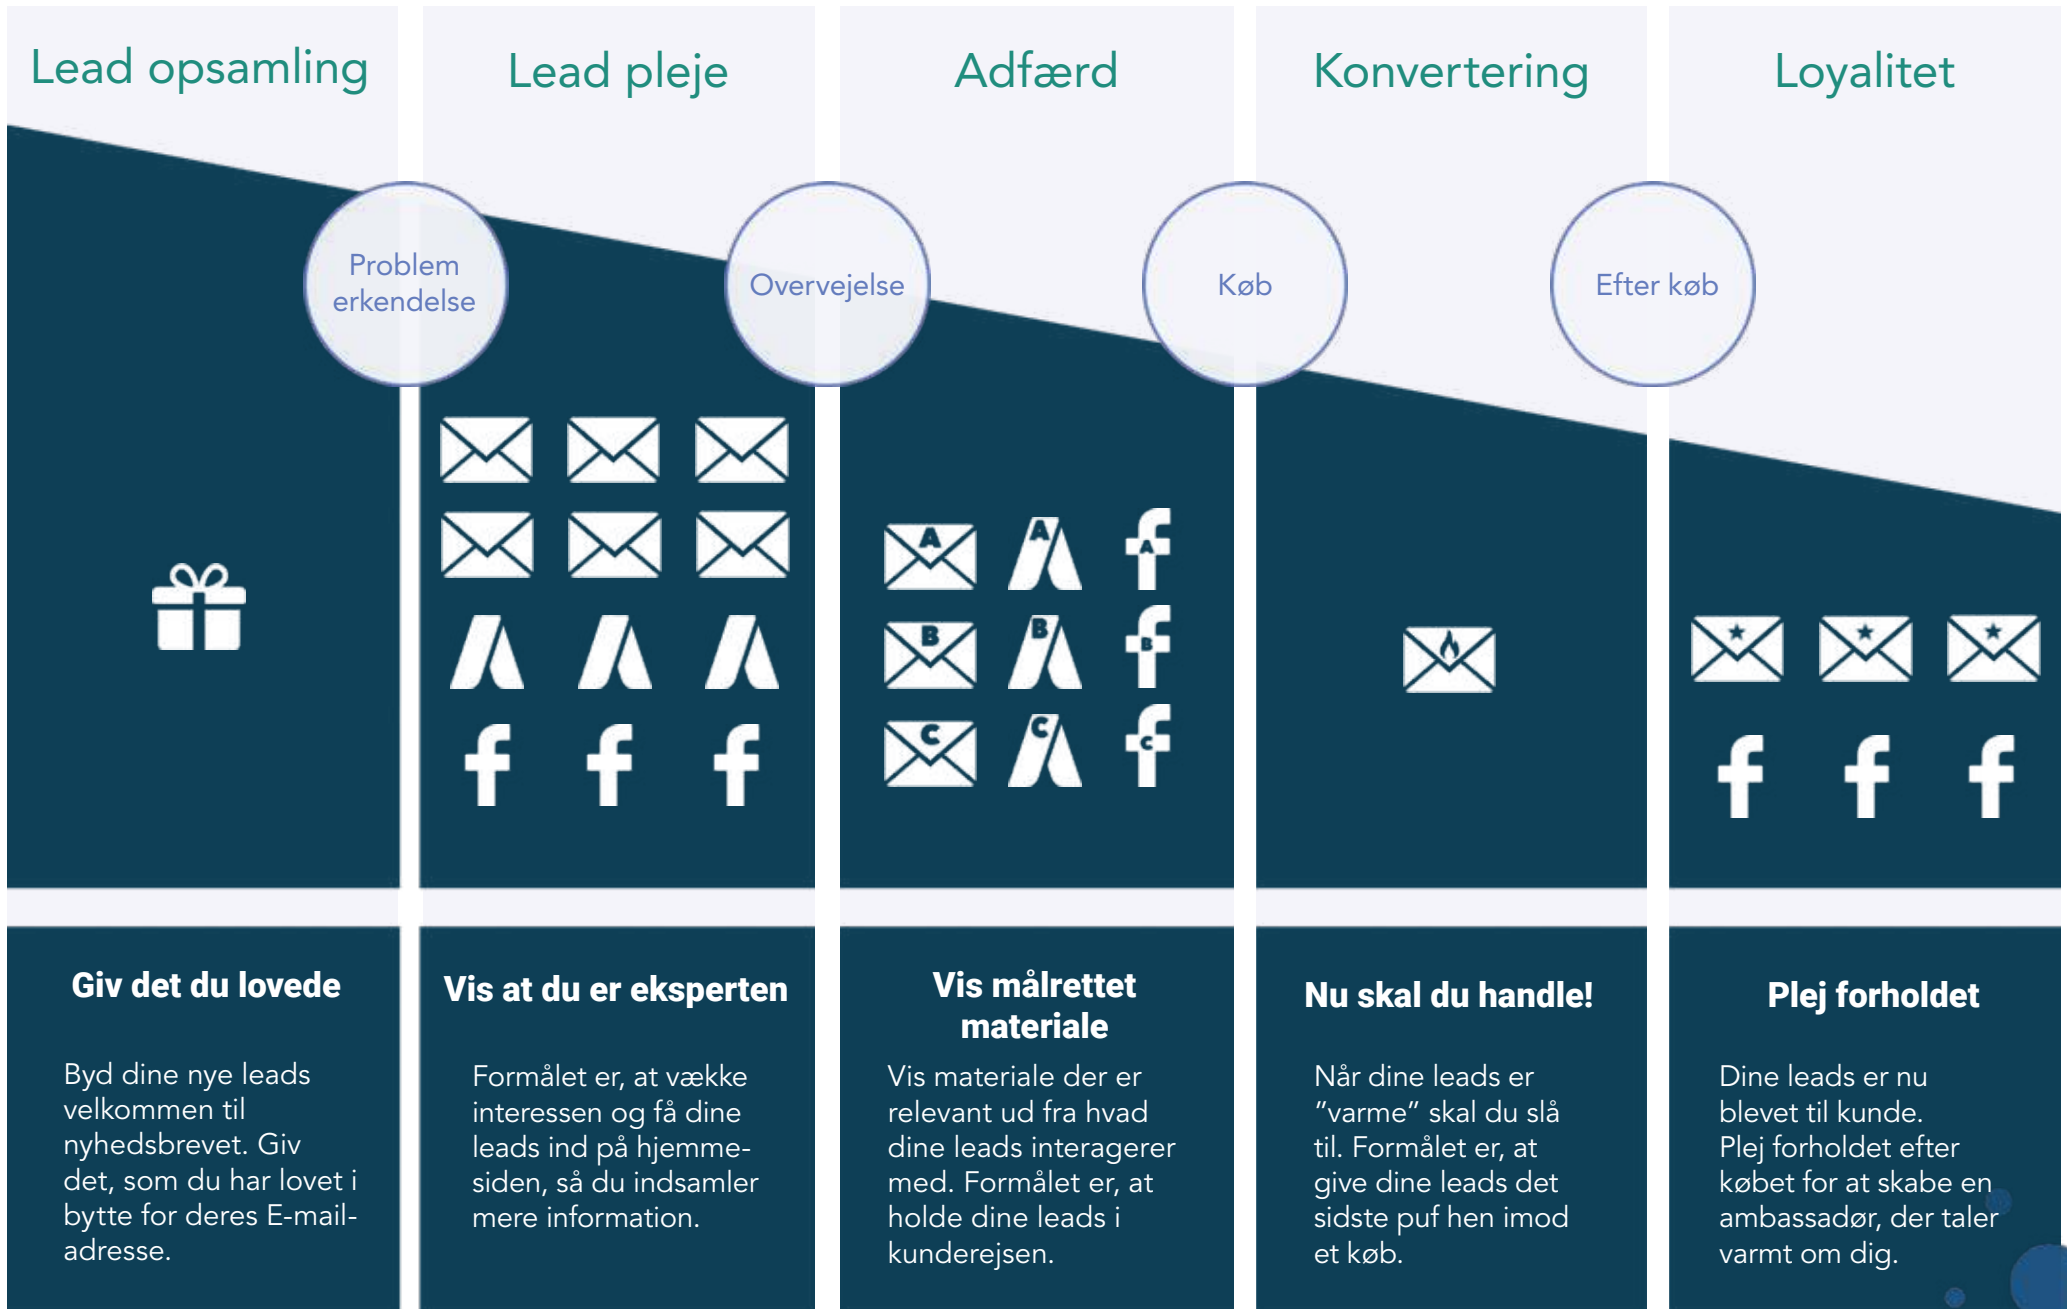 Lead opsamling
Lead pleje
Adfærd
Konvertering
Loyalitet
Problem
erkendelse
Overvejelse
Køb
Efter køb
A
A
A
B
B
B
C
C
C
Giv det du lovede
Byd dine nye leads
velkommen til
nyhedsbrevet. Giv
det, som du har lovet i
bytte for deres E-mail-
adresse.
Vis at du er eksperten
Formålet er, at vække
interessen og få dine
leads ind på hjemme-
siden, så du indsamler
mere information.
Vis målrettet
materiale
Vis materiale der er
relevant ud fra hvad
dine leads interagerer
med. Formålet er, at
holde dine leads i
kunderejsen.
Nu skal du handle!
Når dine leads er
"varme" skal du slå
til. Formålet er, at
give dine leads det
sidste puf hen imod
et køb.
Plej forholdet
Dine leads er nu
blevet til kunde.
Plej forholdet efter
købet for at skabe en
ambassadør, der taler
varmt om dig.